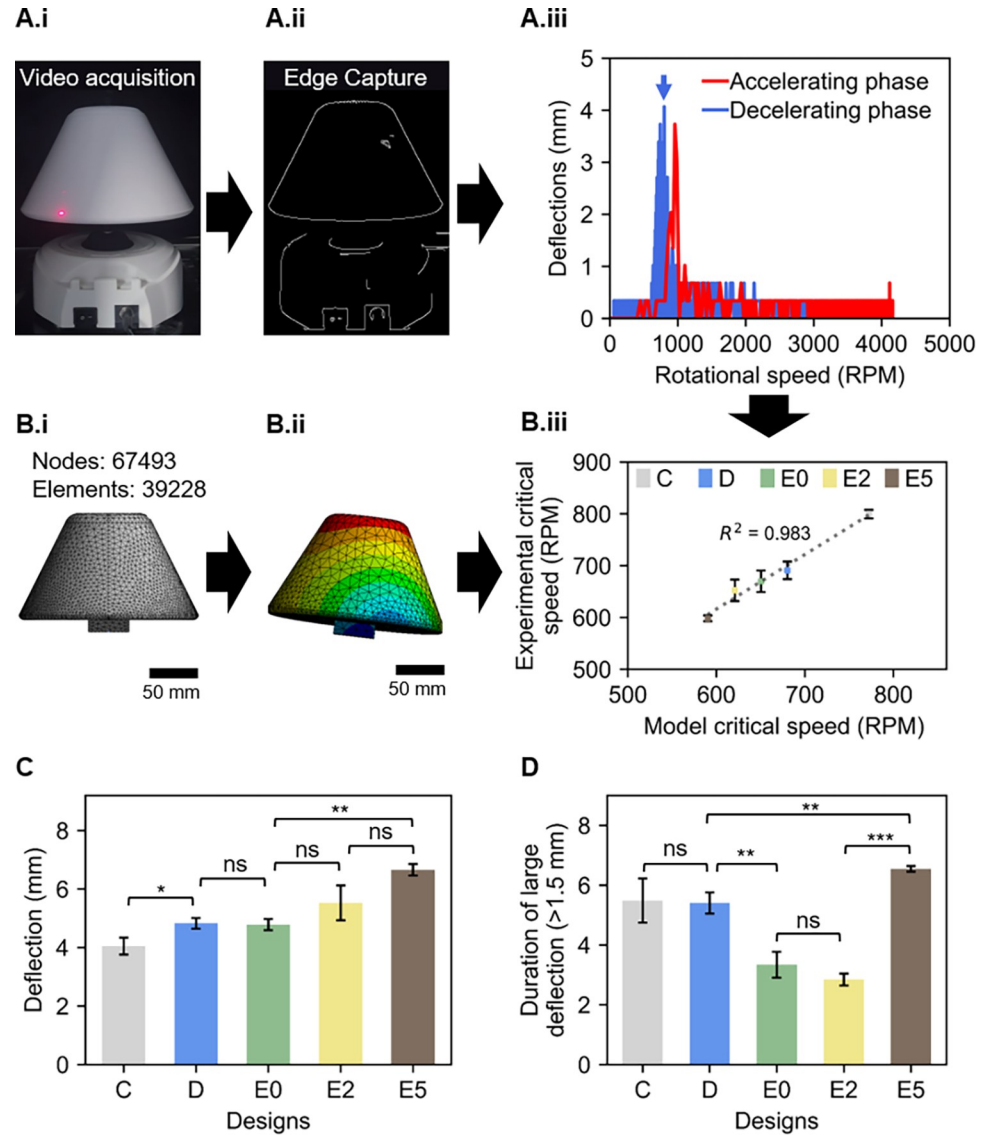 A.i
A.ii
A.iii
Video acquisition
Edge Capture
Deflections (mm)
5
4
3
2
1
0
Accelerating phase
Decelerating phase
0 1000 2000 3000 4000 5000
Rotational speed (RPM)
B.i
B.ii
B.iii
Nodes: 67493
Elements: 39228
50 mm
50 mm
Experimental critical
speed (RPM)
900
800
700
600
500
C D E0 E2 E5
R² = 0.983
500 600 700 800
Model critical speed (RPM)
C
Deflection (mm)
8
6
4
2
0
*
ns
ns
**
ns
C D E0 E2 E5
Designs
D
Duration of large
deflection (>1.5 mm)
8
6
4
2
0
ns
**
**
ns
***
C D E0 E2 E5
Designs